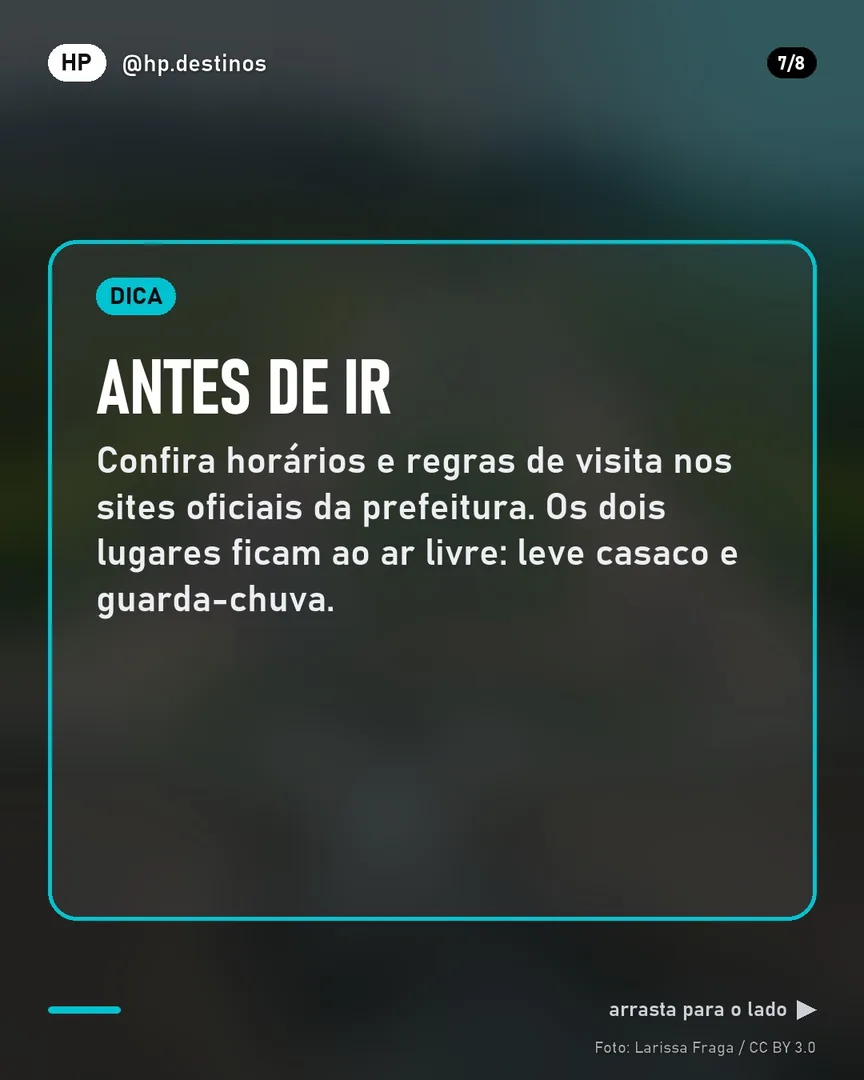 HP @hp.destinos 7/8
DICA
ANTES DE IR
Confira horários e regras de visita nos
sites oficiais da prefeitura. Os dois
lugares ficam ao ar livre: leve casaco e
guarda-chuva.
arrasta para o lado ▶
Foto: Larissa Fraga / CC BY 3.0